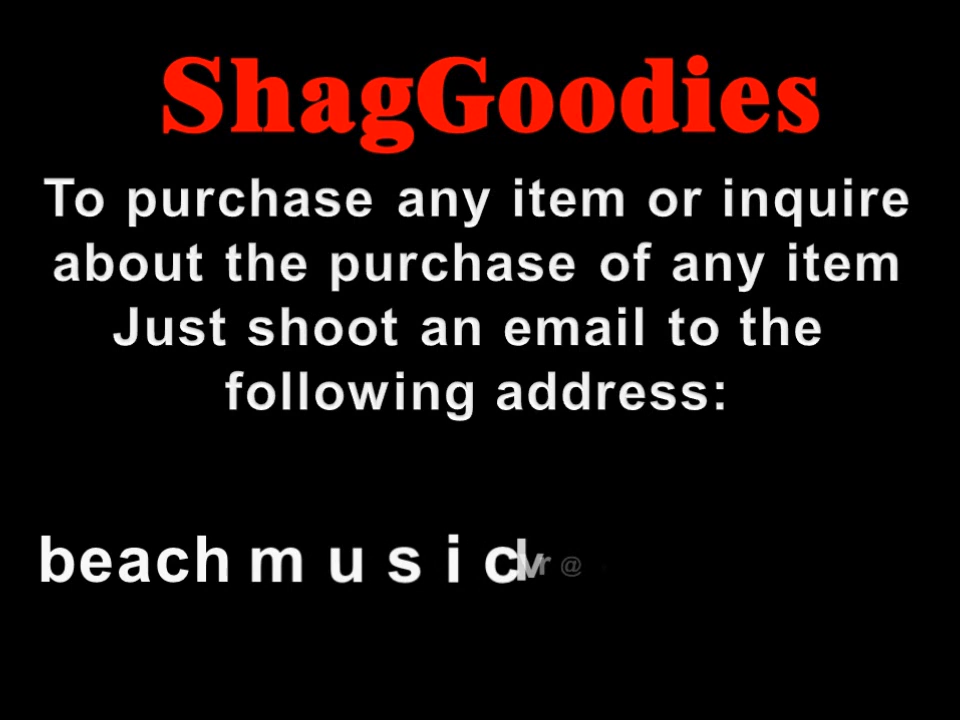 ShagGoodies
To purchase any item or inquire
about the purchase of any item
Just shoot an email to the
following address:
beach m u s i c